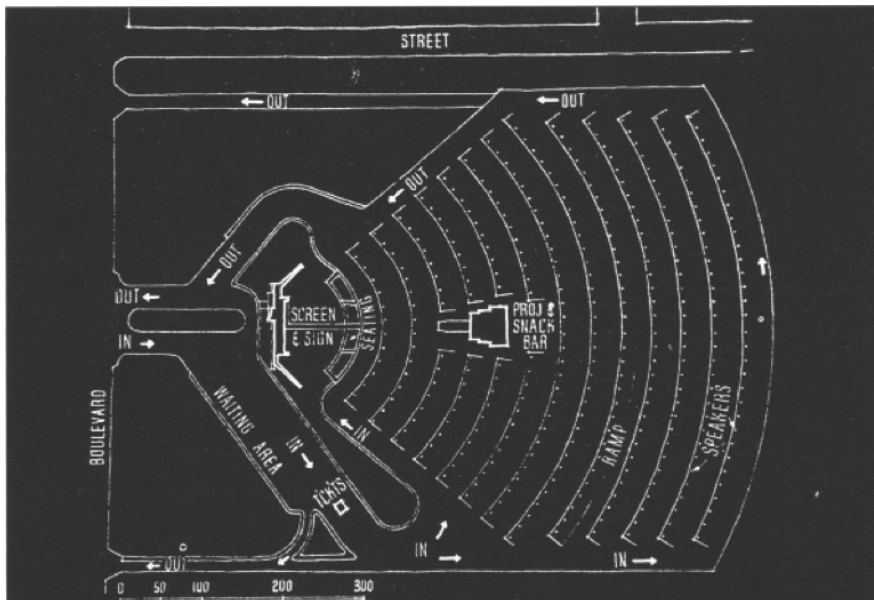 STREET
← OUT
← OUT
← OUT
← OUT
OUT ←
IN →
SCREEN
& SIGN
SEATING
PROJ &
SNACK
BAR
BOULEVARD
WAITING AREA
IN →
← IN
TCKTS
RAMP
SPEAKERS
IN →
IN →
← OUT
0 50 100 200 300